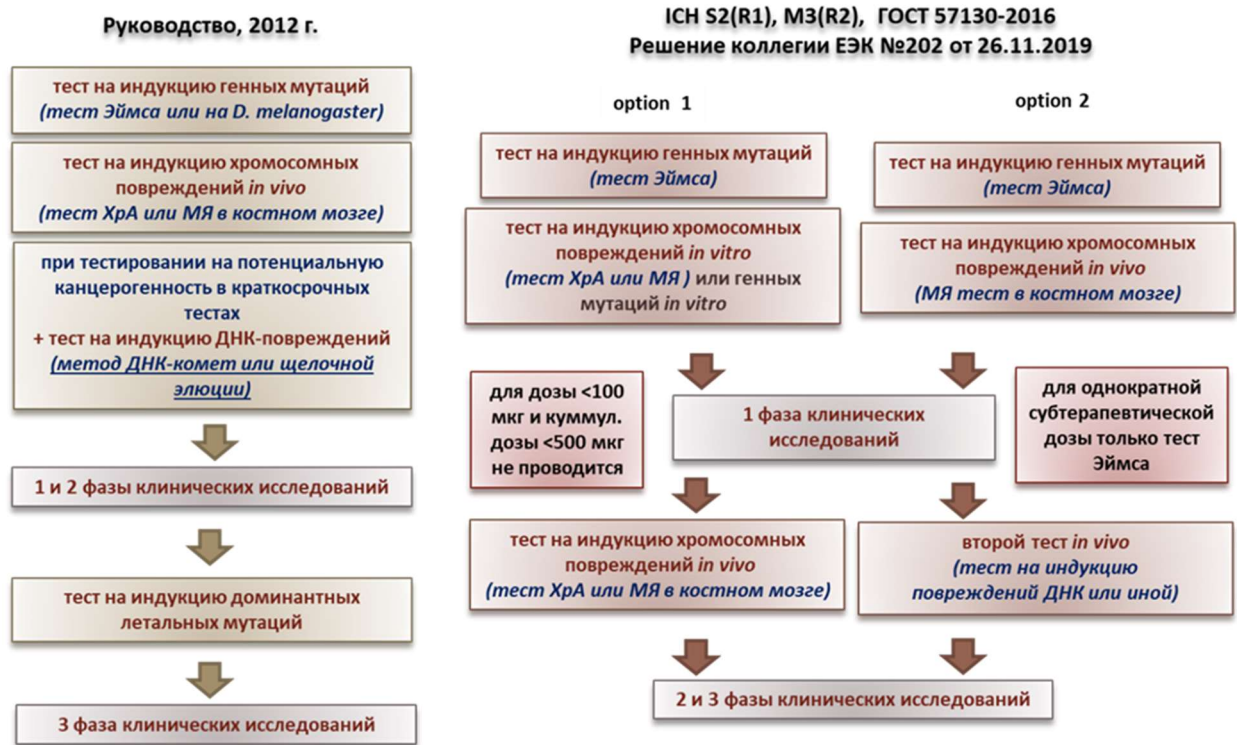 Руководство, 2012 г.
тест на индукцию генных мутаций
(тест Эймса или на D. melanogaster)
тест на индукцию хромосомных
повреждений in vivo
(тест ХрА или МЯ в костном мозге)
при тестировании на потенциальную
канцерогенность в краткосрочных
тестах
+ тест на индукцию ДНК-повреждений
(метод ДНК-комет или щелочной
элюции)
1 и 2 фазы клинических исследований
тест на индукцию доминантных
летальных мутаций
3 фаза клинических исследований
ICH S2(R1), M3(R2), ГОСТ 57130-2016
Решение коллегии ЕЭК №202 от 26.11.2019
option 1
тест на индукцию генных мутаций
(тест Эймса)
тест на индукцию хромосомных
повреждений in vitro
(тест ХрА или МЯ ) или генных
мутаций in vitro
option 2
тест на индукцию генных мутаций
(тест Эймса)
тест на индукцию хромосомных
повреждений in vivo
(МЯ тест в костном мозге)
для дозы <100
мкг и куммул.
дозы <500 мкг
не проводится
1 фаза клинических
исследований
для однократной
субтерапевтической
дозы только тест
Эймса
тест на индукцию хромосомных
повреждений in vivo
(тест ХрА или МЯ в костном мозге)
второй тест in vivo
(тест на индукцию
повреждений ДНК или иной)
2 и 3 фазы клинических исследований